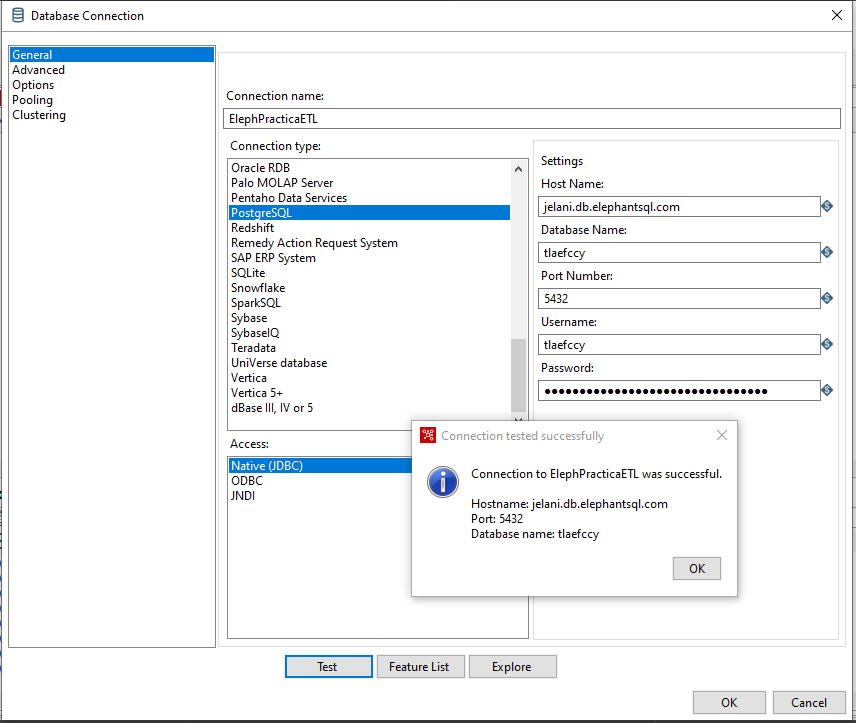 Database Connection
General
Advanced
Options
Pooling
Clustering
Connection name:
ElephPracticaETL
Connection type:
Oracle RDB
Palo MOLAP Server
Pentaho Data Services
PostgreSQL
Redshift
Remedy Action Request System
SAP ERP System
SQLite
Snowflake
SparkSQL
Sybase
SybaseIQ
Teradata
UniVerse database
Vertica
Vertica 5+
dBase III, IV or 5
Access:
Native (JDBC)
ODBC
JNDI
Settings
Host Name:
jelani.db.elephantsql.com
Database Name:
tlaefccy
Port Number:
5432
Username:
tlaefccy
Password:
Connection tested successfully
Connection to ElephPracticaETL was successful.
Hostname: jelani.db.elephantsql.com
Port: 5432
Database name: tlaefccy
OK
Test
Feature List
Explore
OK
Cancel